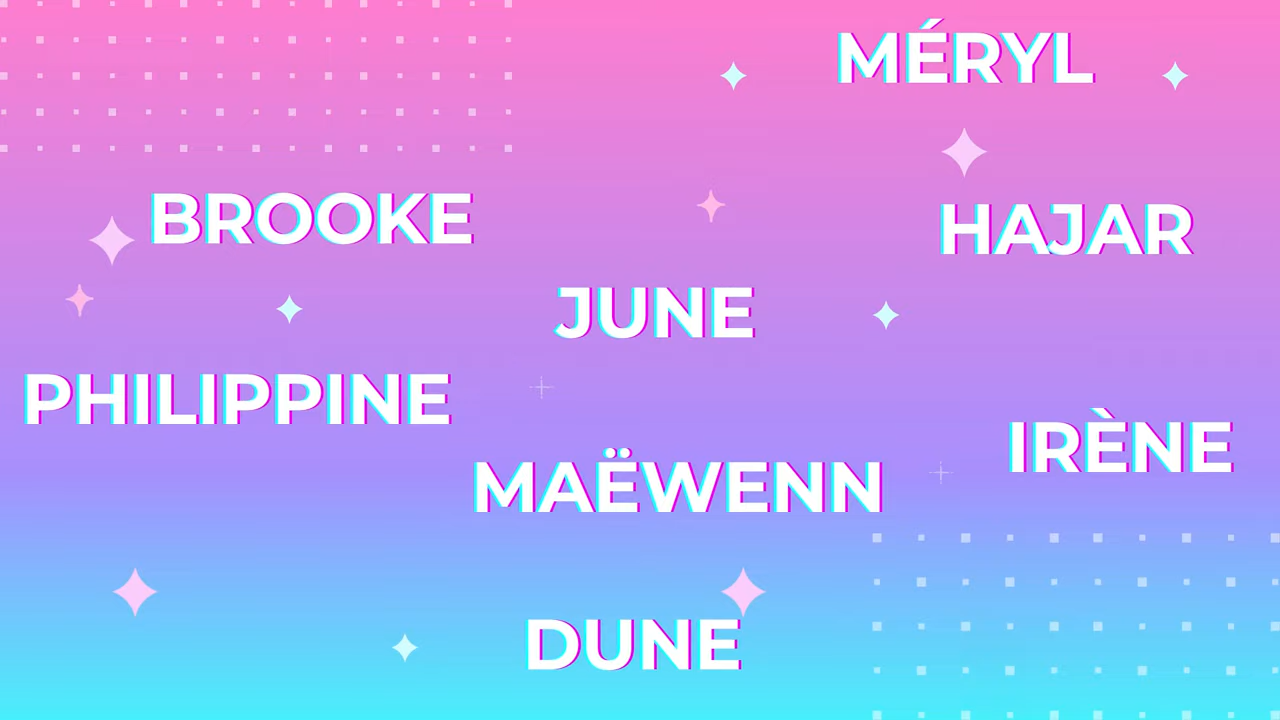 MÉRYL
BROOKE
HAJAR
JUNE
PHILIPPINE
IRÈNE
MAËWENN
DUNE